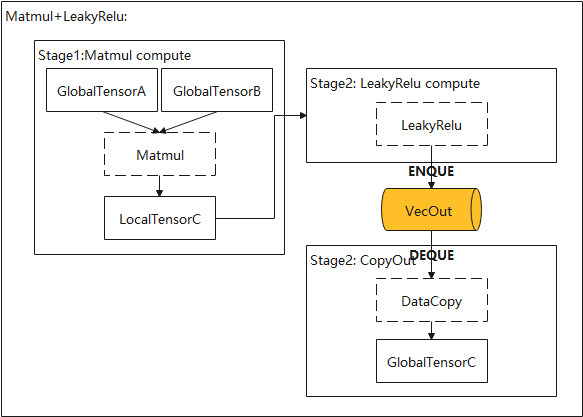 Matmul+LeakyRelu:
Stage1:Matmul compute
GlobalTensorA
GlobalTensorB
Matmul
LocalTensorC
Stage2: LeakyRelu compute
LeakyRelu
ENQUE
VecOut
DEQUE
Stage2: CopyOut
DataCopy
GlobalTensorC